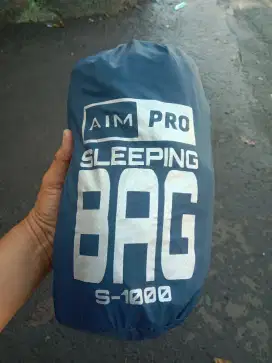 AIM PRO
SLEEPING
BAG
S-1000